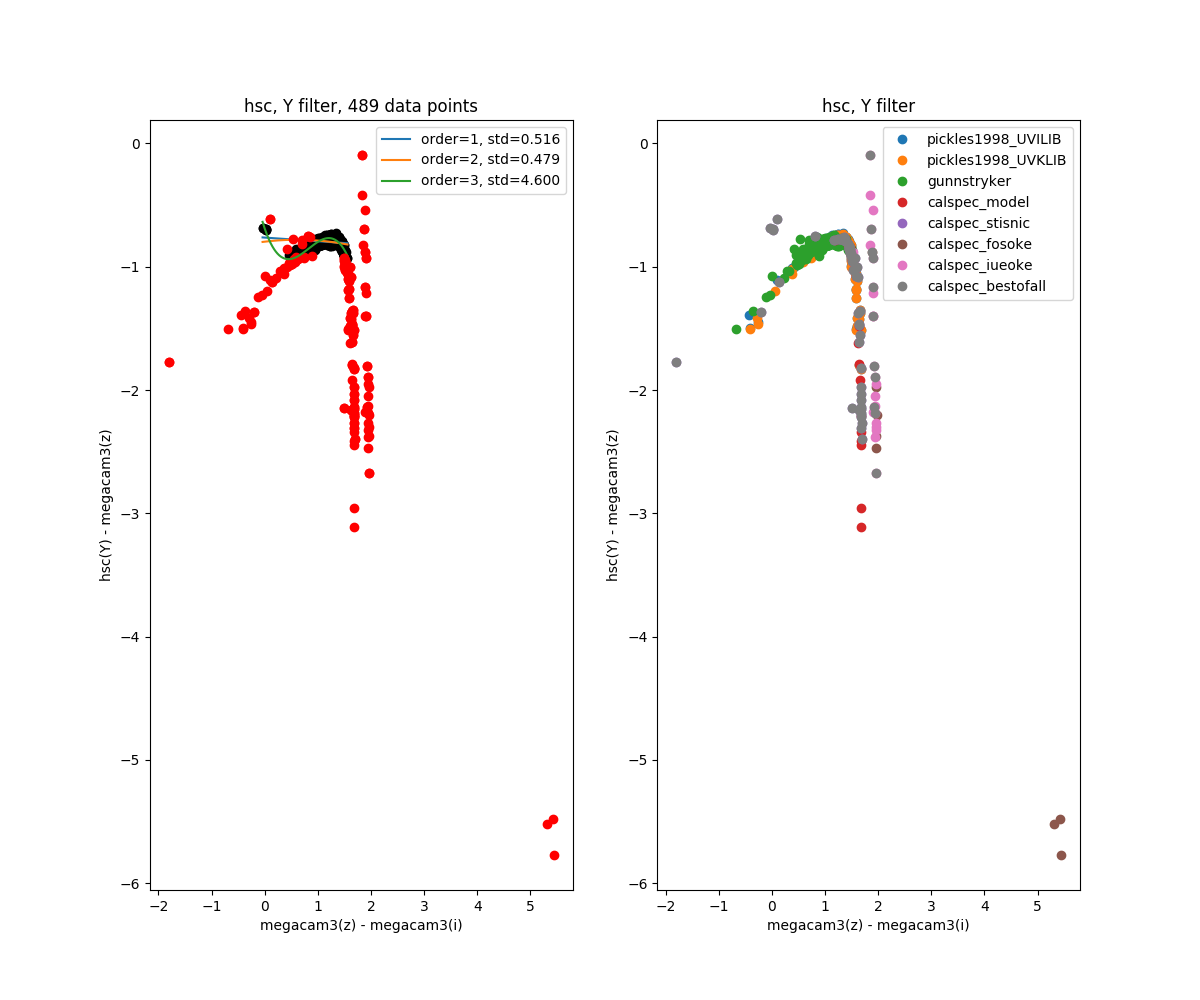 hsc, Y filter, 489 data points
order=1, std=0.516
order=2, std=0.479
order=3, std=4.600
0
−1
−2
−3
−4
−5
−6
hsc(Y) - megacam3(z)
−2 −1 0 1 2 3 4 5
megacam3(z) - megacam3(i)
hsc, Y filter
pickles1998_UVILIB
pickles1998_UVKLIB
gunnstryker
calspec_model
calspec_stisnic
calspec_fosoke
calspec_iueoke
calspec_bestofall
0
−1
−2
−3
−4
−5
−6
hsc(Y) - megacam3(z)
−2 −1 0 1 2 3 4 5
megacam3(z) - megacam3(i)